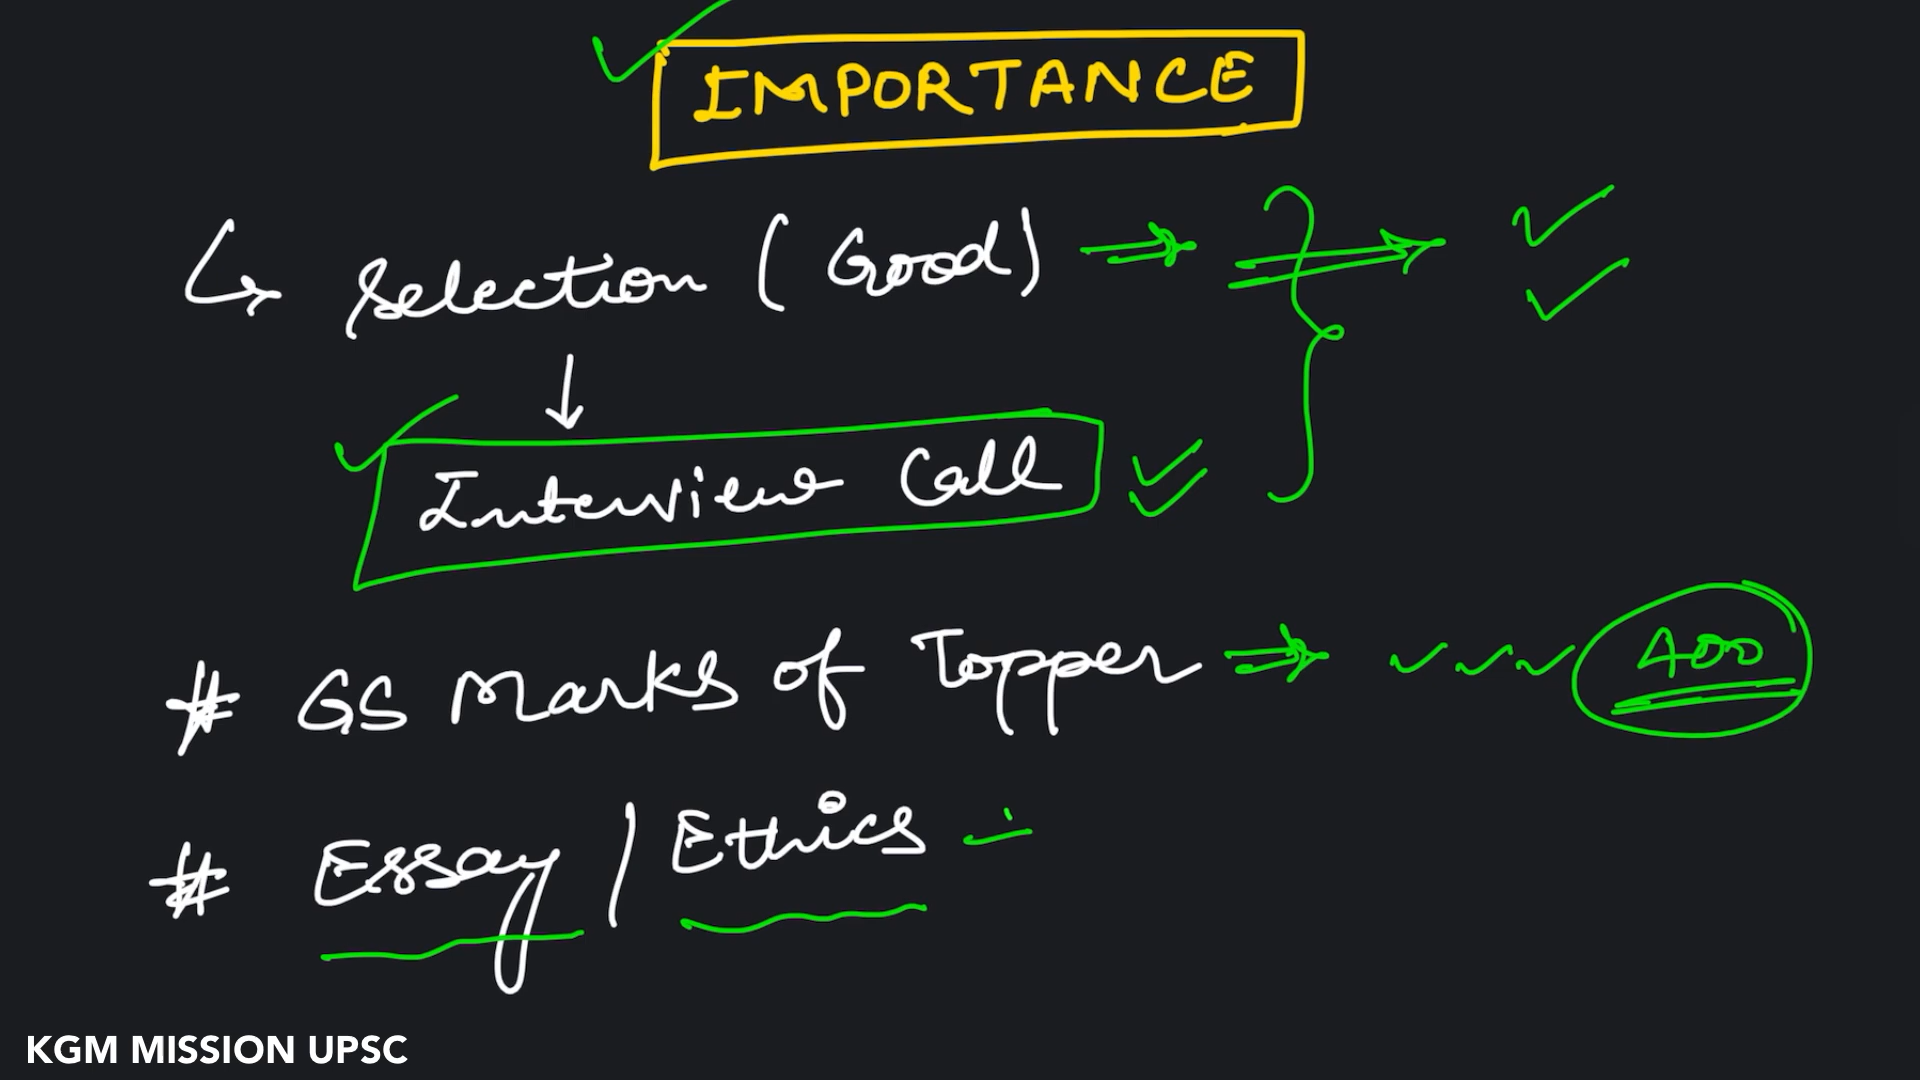 IMPORTANCE
↳ Selection (Good) ⇒
↓
Interview Call
# GS Marks of Topper ⇒ 400
# Essay / Ethics
KGM MISSION UPSC